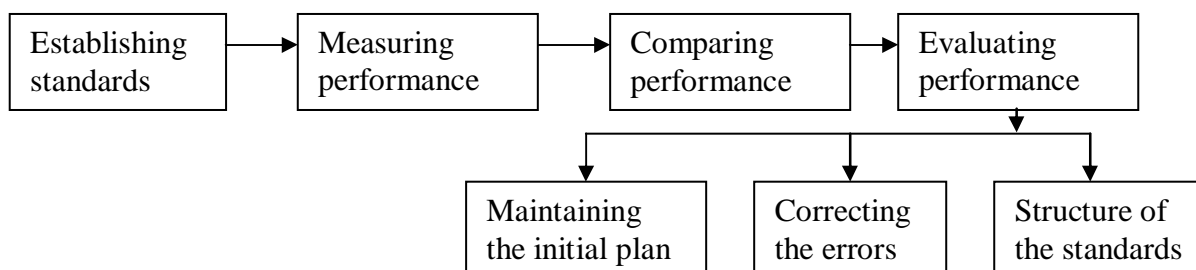 Establishing
standards
Measuring
performance
Comparing
performance
Evaluating
performance
Maintaining
the initial plan
Correcting
the errors
Structure of
the standards